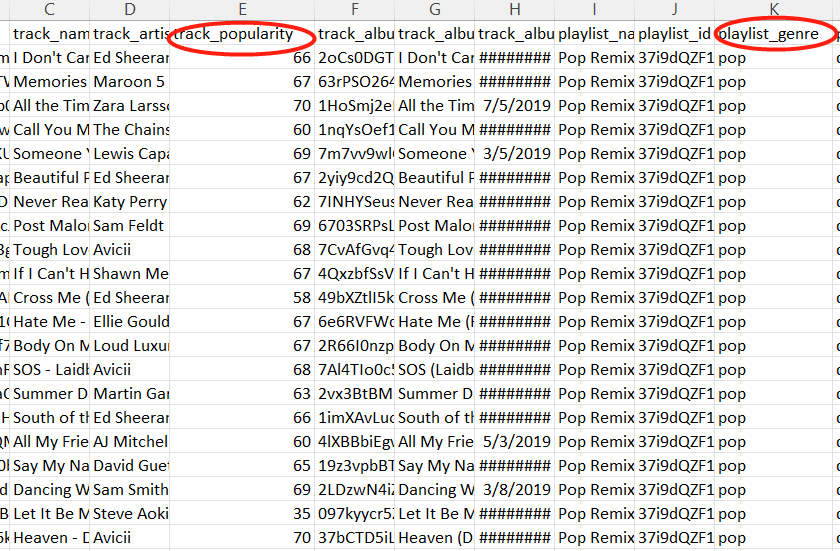 C D E F G H I J K
track_nam track_artis track_popularity track_albu track_albu track_albu playlist_na playlist_id playlist_genre
I Don't Car Ed Sheeran 66 2oCs0DGT I Don't Car ######## Pop Remix 37i9dQZF1 pop
Memories Maroon 5 67 63rPSO264 Memories ######## Pop Remix 37i9dQZF1 pop
All the Tim Zara Larsso 70 1HoSmj2e All the Tim 7/5/2019 Pop Remix 37i9dQZF1 pop
Call You M The Chains 60 1nqYsOef1 Call You M ######## Pop Remix 37i9dQZF1 pop
Someone Y Lewis Capa 69 7m7vv9wl Someone Y 3/5/2019 Pop Remix 37i9dQZF1 pop
Beautiful P Ed Sheeran 67 2yiy9cd2Q Beautiful P ######## Pop Remix 37i9dQZF1 pop
Never Rea Katy Perry 62 7INHYSeus Never Rea ######## Pop Remix 37i9dQZF1 pop
Post Malo Sam Feldt 69 6703SRPsL Post Malo ######## Pop Remix 37i9dQZF1 pop
Tough Lov Avicii 68 7CvAfGvq4 Tough Lov ######## Pop Remix 37i9dQZF1 pop
If I Can't H Shawn Me 67 4QxzbfSsV If I Can't H ######## Pop Remix 37i9dQZF1 pop
Cross Me ( Ed Sheeran 58 49bXZtlI5k Cross Me ( ######## Pop Remix 37i9dQZF1 pop
Hate Me - Ellie Gould 67 6e6RVFWc Hate Me (R ######## Pop Remix 37i9dQZF1 pop
Body On M Loud Luxu 67 2R66I0nzp Body On M ######## Pop Remix 37i9dQZF1 pop
SOS - Laidb Avicii 68 7Al4TIo0c5 SOS (Laidb ######## Pop Remix 37i9dQZF1 pop
Summer D Martin Gar 63 2vx3BtBM Summer D ######## Pop Remix 37i9dQZF1 pop
South of th Ed Sheeran 66 1imXAvLuc South of th ######## Pop Remix 37i9dQZF1 pop
All My Frie AJ Mitchel 60 4lXBBbiEgv All My Frie 5/3/2019 Pop Remix 37i9dQZF1 pop
Say My Na David Guet 65 19z3vpbBT Say My Na ######## Pop Remix 37i9dQZF1 pop
Dancing W Sam Smith 69 2LDzwN4iZ Dancing W 3/8/2019 Pop Remix 37i9dQZF1 pop
Let It Be M Steve Aoki 35 097kyycr5 Let It Be M ######## Pop Remix 37i9dQZF1 pop
Heaven - D Avicii 70 37bCTD5iL Heaven (D ######## Pop Remix 37i9dQZF1 pop